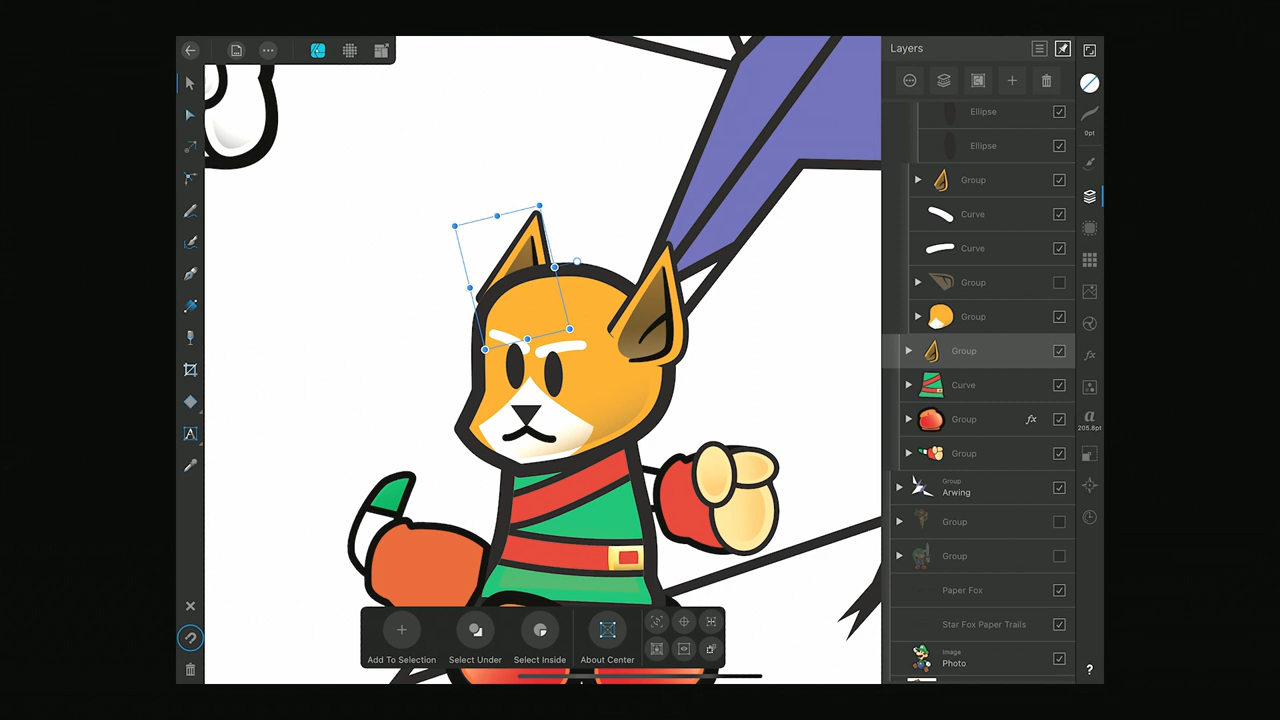 Layers
Ellipse
Ellipse
0pt
Group
Curve
Curve
Group
Group
Group
Curve
Group
fx
fx
a
205.8pt
Group
Group
Arwing
Group
Group
Paper Fox
Star Fox Paper Trails
Image
Photo
A
Add To Selection
Select Under
Select Inside
About Center
?